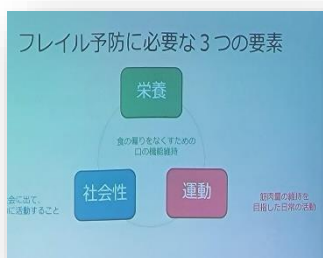 フレイル予防に必要な3つの要素
栄養
食の偏りをなくすための
口の機能維持
社会性
運動
会に出て、
に活動すること
筋肉量の維持を
目指した日常の活動